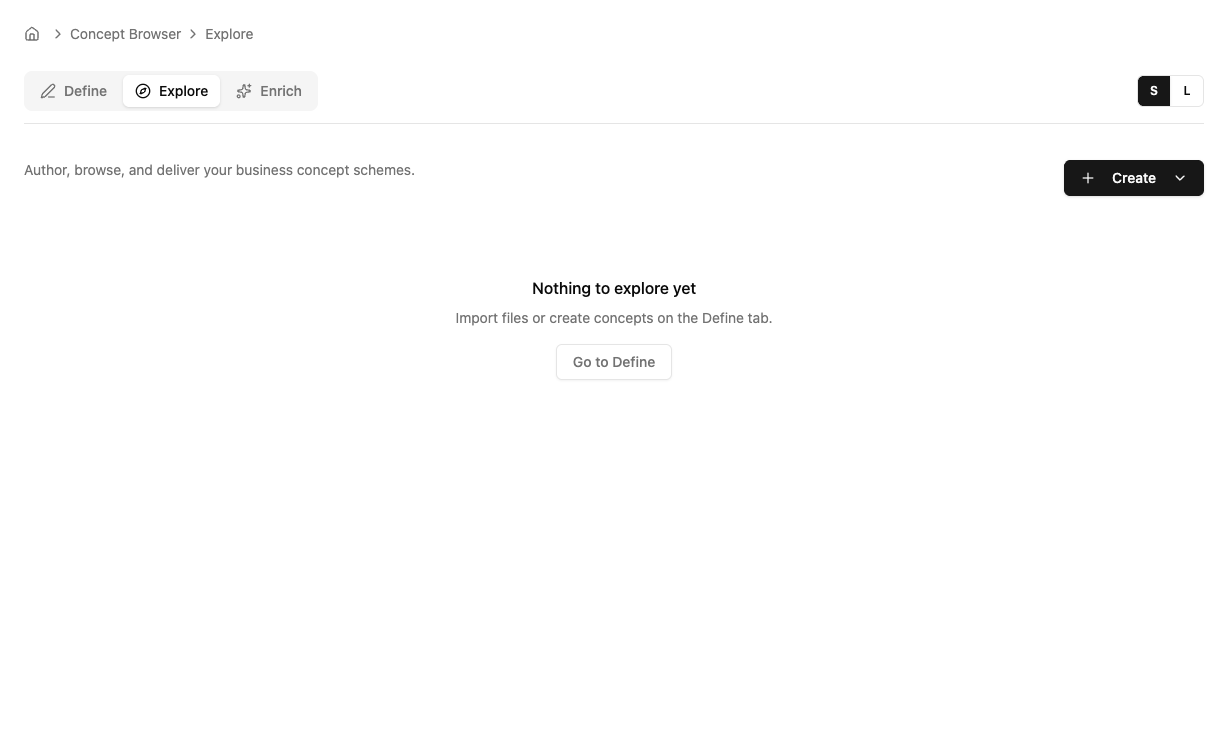 Concept Browser Explore
Define Explore Enrich S L
Author, browse, and deliver your business concept schemes.
Create
Nothing to explore yet
Import files or create concepts on the Define tab.
Go to Define